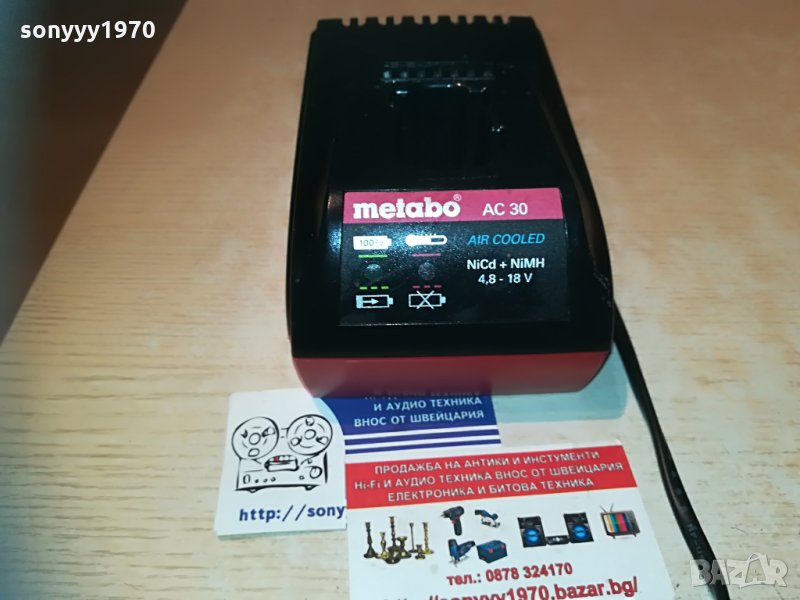 sonyyy1970
metabo® AC 30
100%
AIR COOLED
NiCd + NiMH
4,8 - 18 V
И АУДИО ТЕХНИКА
ВНОС ОТ ШВЕЙЦАРИЯ
http://sony
ПРОДАЖБА НА АНТИКИ И ИНСТУМЕНТИ
Hi-Fi И АУДИО ТЕХНИКА ВНОС ОТ ШВЕЙЦАРИЯ
ЕЛЕКТРОНИКА И БИТОВА ТЕХНИКА
тел.: 0878 324170
http://sonyyy1970.bazar.bg/
BAZAR